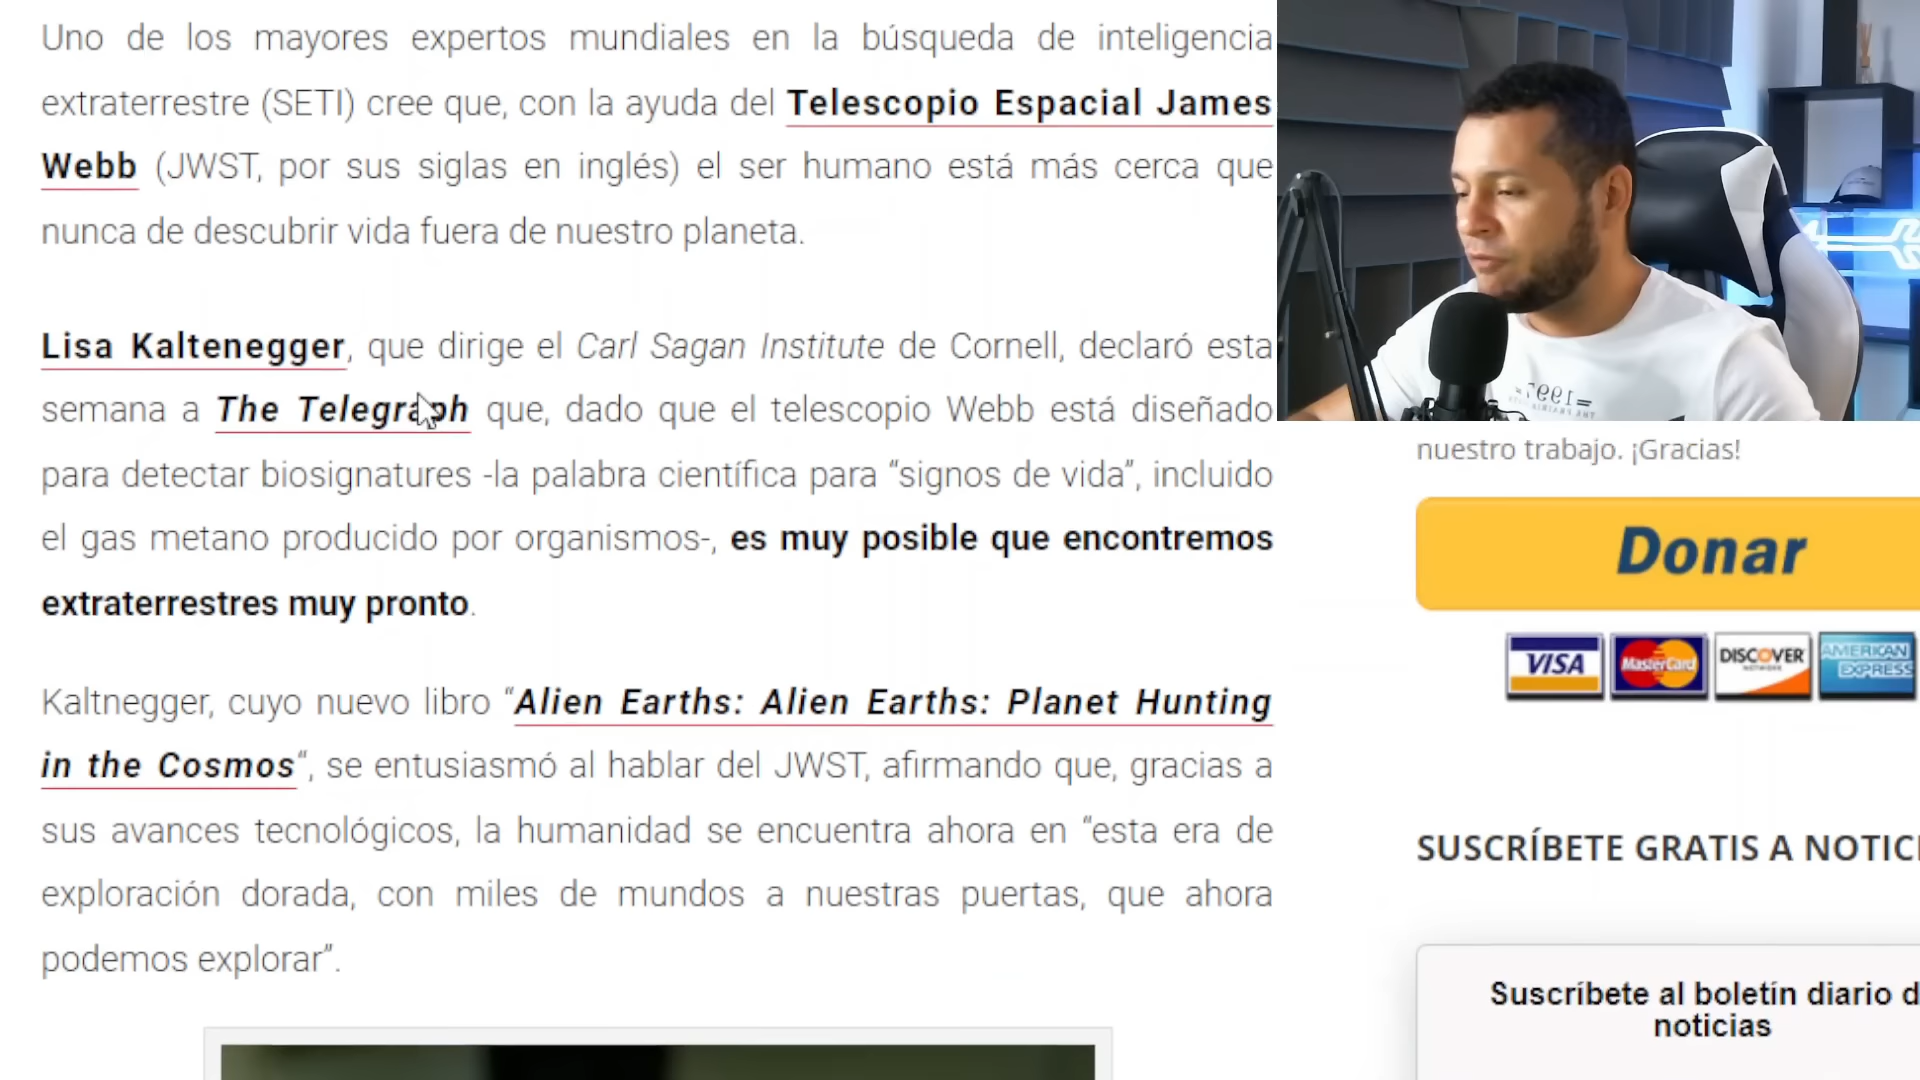 Uno de los mayores expertos mundiales en la búsqueda de inteligencia
extraterrestre (SETI) cree que, con la ayuda del Telescopio Espacial James
Webb (JWST, por sus siglas en inglés) el ser humano está más cerca que
nunca de descubrir vida fuera de nuestro planeta.
Lisa Kaltenegger, que dirige el Carl Sagan Institute de Cornell, declaró esta
semana a The Telegraph que, dado que el telescopio Webb está diseñado
para detectar biosignatures -la palabra científica para “signos de vida”, incluido
el gas metano producido por organismos-, es muy posible que encontremos
extraterrestres muy pronto.
Kaltnegger, cuyo nuevo libro “Alien Earths: Alien Earths: Planet Hunting
in the Cosmos“, se entusiasmó al hablar del JWST, afirmando que, gracias a
sus avances tecnológicos, la humanidad se encuentra ahora en “esta era de
exploración dorada, con miles de mundos a nuestras puertas, que ahora
podemos explorar”.
1997
nuestro trabajo. ¡Gracias!
Donar
VISA
MasterCard
DISCOVER
AMERICAN EXPRESS
SUSCRÍBETE GRATIS A NOTICI
Suscríbete al boletín diario d
noticias